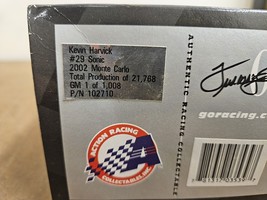 Kevin Harvick
#29 Sonic
2002 Monte Carlo
Total Production of 21,768
GM 1 of 1,008
P/N 102710
ACTION RACING
COLLECTABLES, INC.
AUTHENTIC RACING COLLECTABLE
goracing.c